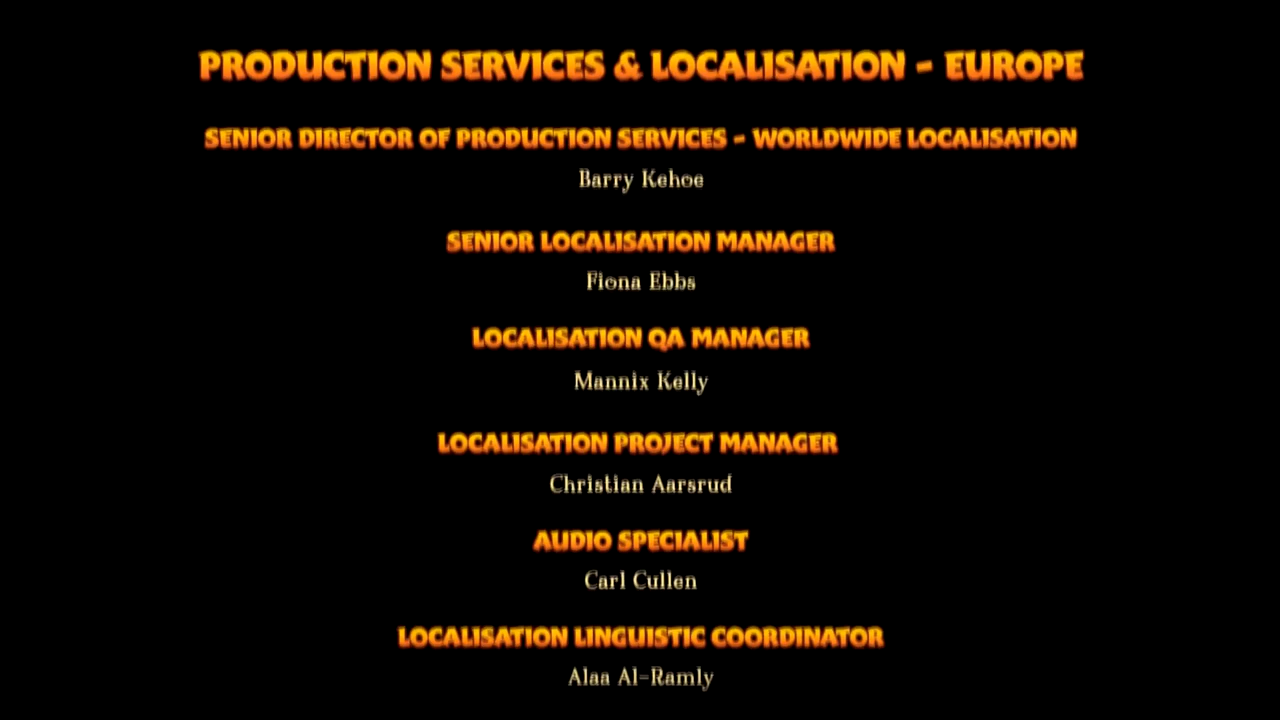 PRODUCTION SERVICES & LOCALISATION - EUROPE
SENIOR DIRECTOR OF PRODUCTION SERVICES - WORLDWIDE LOCALISATION
Barry Kehoe
SENIOR LOCALISATION MANAGER
Fiona Ebbs
LOCALISATION QA MANAGER
Mannix Kelly
LOCALISATION PROJECT MANAGER
Christian Aarsrud
AUDIO SPECIALIST
Carl Cullen
LOCALISATION LINGUISTIC COORDINATOR
Alaa Al-Ramly